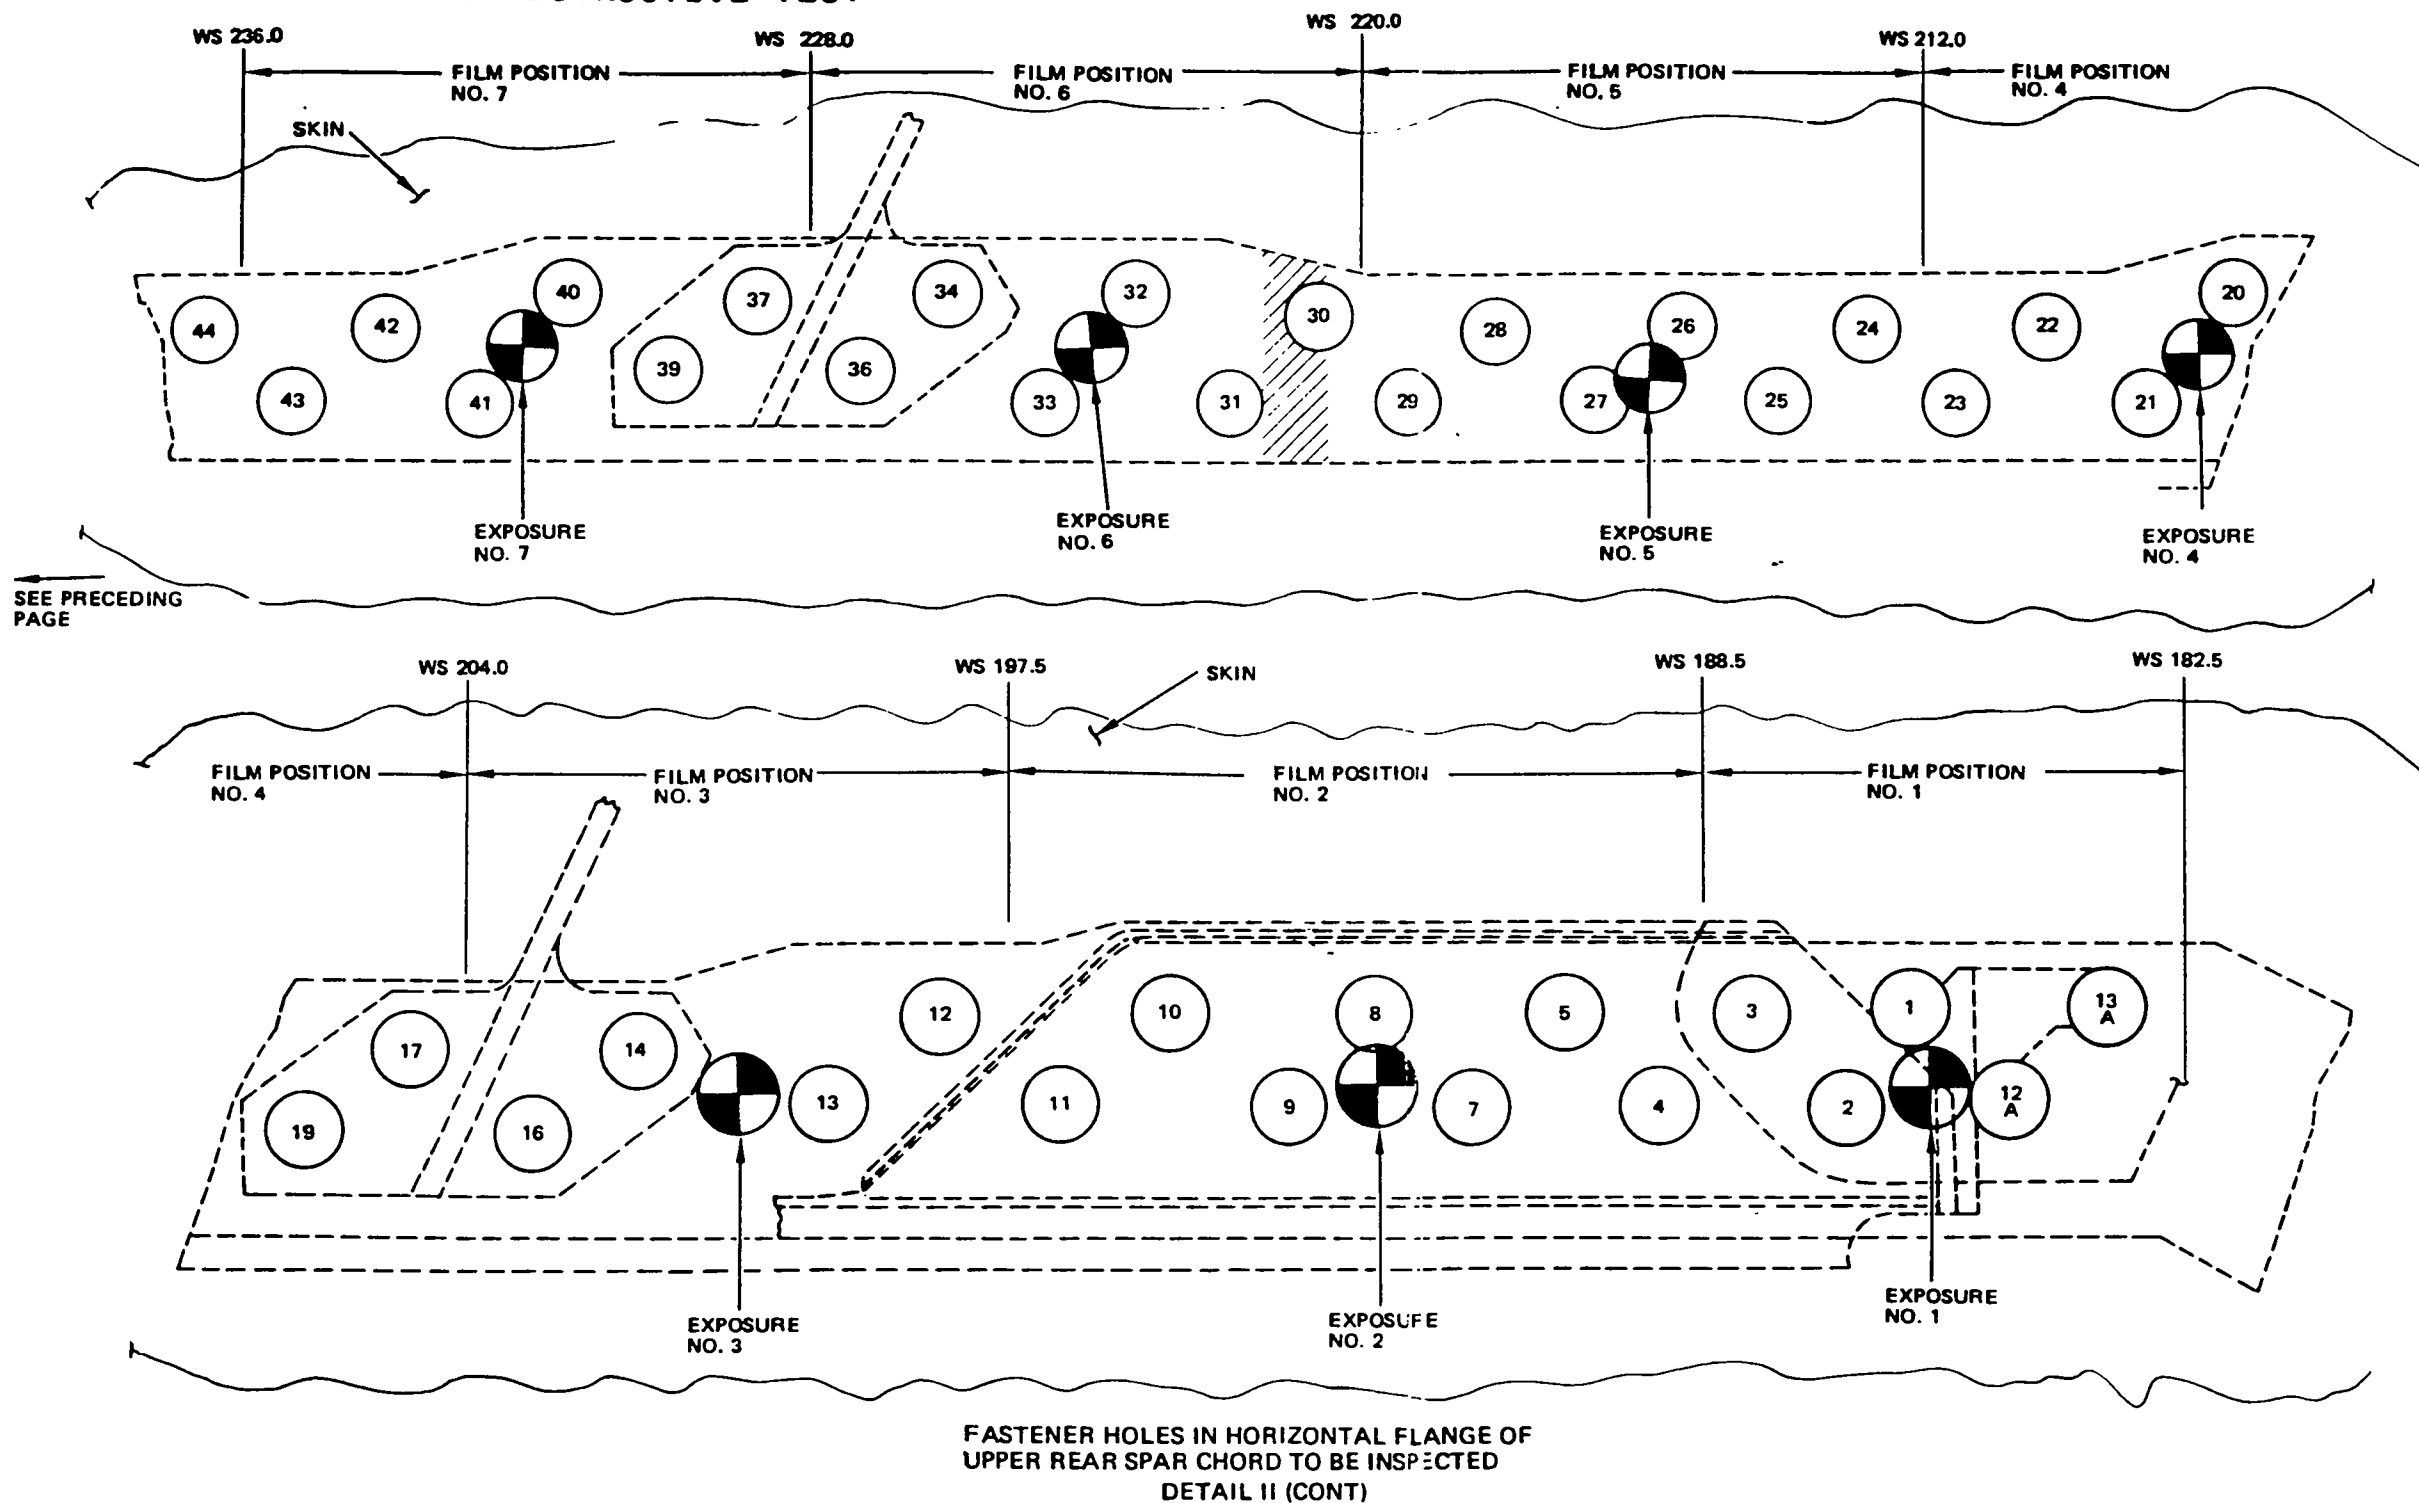 WS 236.0
WS 228.0
WS 220.0
WS 212.0
FILM POSITION
NO. 7
FILM POSITION
NO. 6
FILM POSITION
NO. 5
FILM POSITION
NO. 4
SKIN
44
43
42
41
40
39
37
36
34
33
32
31
30
29
28
27
26
25
24
23
22
21
20
EXPOSURE
NO. 7
EXPOSURE
NO. 6
EXPOSURE
NO. 5
EXPOSURE
NO. 4
SEE PRECEDING
PAGE
WS 204.0
WS 197.5
WS 188.5
WS 182.5
SKIN
FILM POSITION
NO. 4
FILM POSITION
NO. 3
FILM POSITION
NO. 2
FILM POSITION
NO. 1
19
17
16
14
13
12
11
10
9
8
7
5
4
3
2
1
12
A
13
A
EXPOSURE
NO. 3
EXPOSURE
NO. 2
EXPOSURE
NO. 1
FASTENER HOLES IN HORIZONTAL FLANGE OF
UPPER REAR SPAR CHORD TO BE INSPECTED
DETAIL II (CONT)